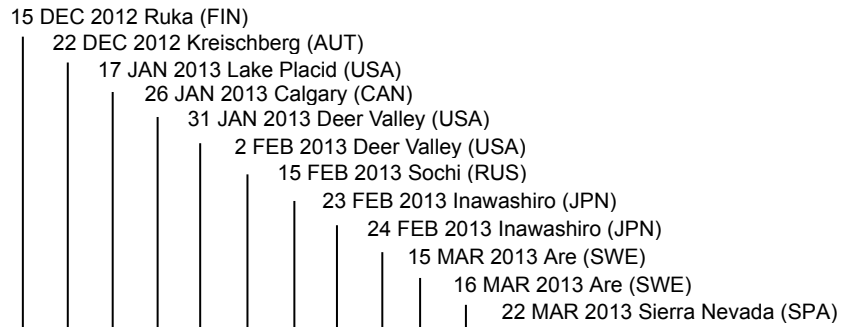 15 DEC 2012 Ruka (FIN)
22 DEC 2012 Kreischberg (AUT)
17 JAN 2013 Lake Placid (USA)
26 JAN 2013 Calgary (CAN)
31 JAN 2013 Deer Valley (USA)
2 FEB 2013 Deer Valley (USA)
15 FEB 2013 Sochi (RUS)
23 FEB 2013 Inawashiro (JPN)
24 FEB 2013 Inawashiro (JPN)
15 MAR 2013 Are (SWE)
16 MAR 2013 Are (SWE)
22 MAR 2013 Sierra Nevada (SPA)